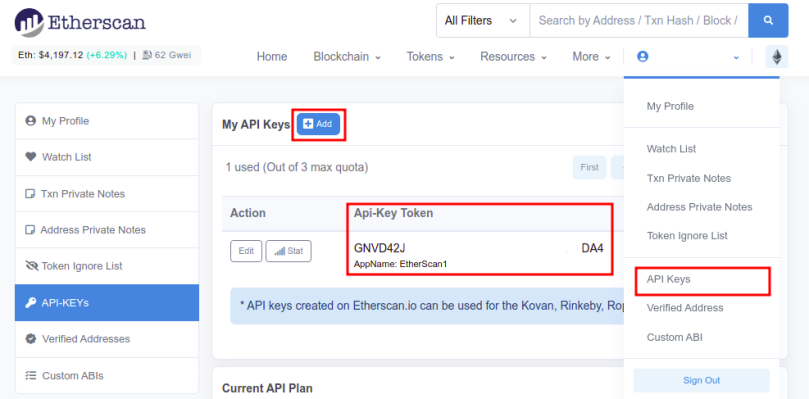 Etherscan
All Filters
Search by Address / Txn Hash / Block /
Eth: $4,197.12 (+6.29%) | 62 Gwei
Home
Blockchain
Tokens
Resources
More
My Profile
Watch List
Txn Private Notes
Address Private Notes
Token Ignore List
API-KEYs
Verified Addresses
Custom ABIs
My API Keys
Add
1 used (Out of 3 max quota)
First
Action
Api-Key Token
Edit
Stat
GNVD42J DA4
AppName: EtherScan1
* API keys created on Etherscan.io can be used for the Kovan, Rinkeby,
Current API Plan
My Profile
Watch List
Txn Private Notes
Address Private Notes
Token Ignore List
API Keys
Verified Address
Custom ABI
Sign Out